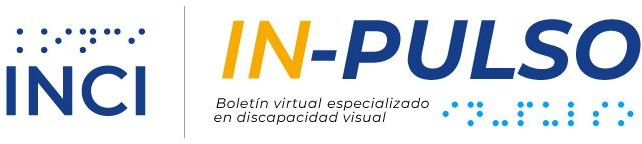 INCI
IN-PULSO
Boletín virtual especializado
en discapacidad visual